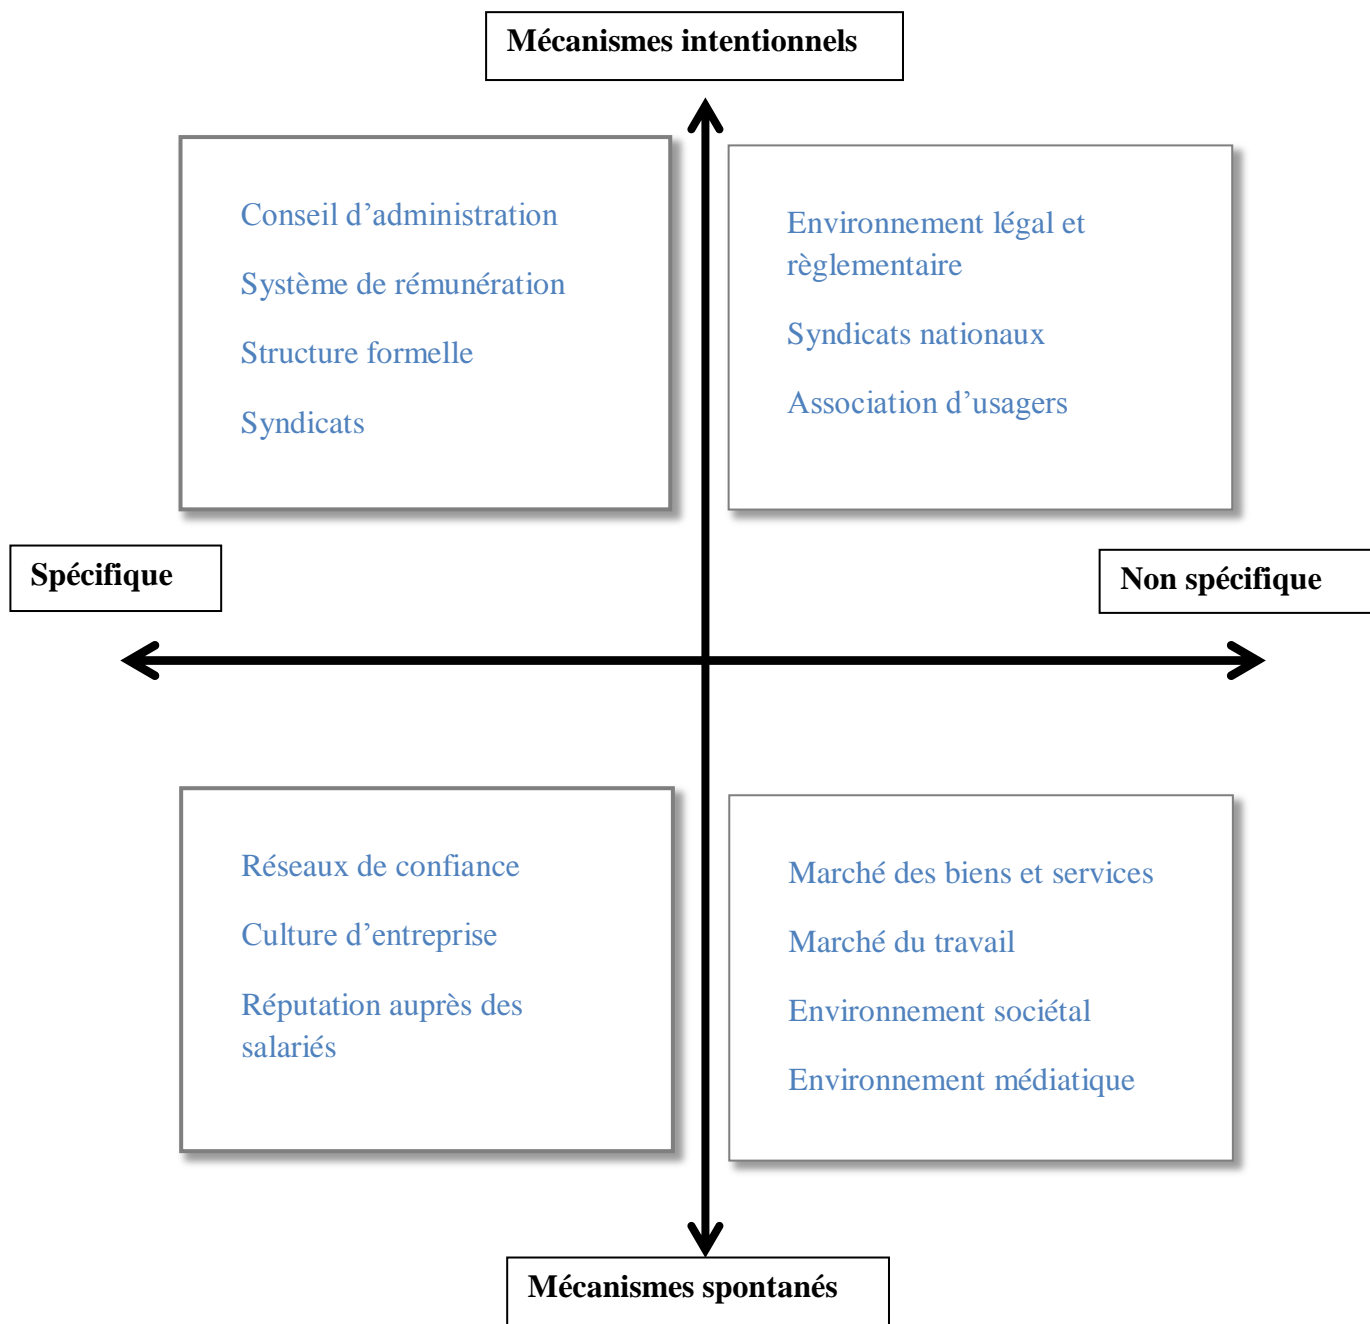 Mécanismes intentionnels
Conseil d’administration
Système de rémunération
Structure formelle
Syndicats
Environnement légal et
règlementaire
Syndicats nationaux
Association d’usagers
Spécifique
Non spécifique
Réseaux de confiance
Culture d’entreprise
Réputation auprès des
salariés
Marché des biens et services
Marché du travail
Environnement sociétal
Environnement médiatique
Mécanismes spontanés